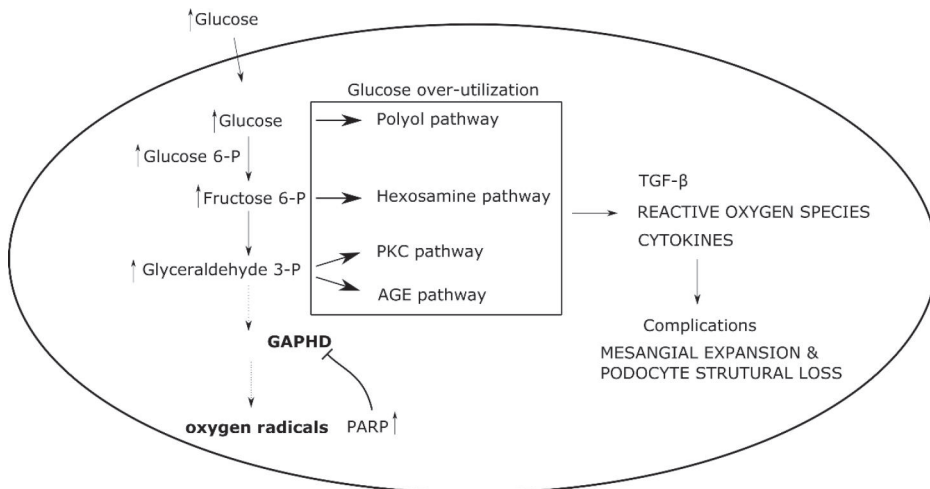 ↑Glucose
Glucose over-utilization
↑Glucose
Polyol pathway
↑Glucose 6-P
↑Fructose 6-P
Hexosamine pathway
↑Glyceraldehyde 3-P
PKC pathway
AGE pathway
TGF-β
REACTIVE OXYGEN SPECIES
CYTOKINES
Complications
MESANGIAL EXPANSION &
PODOCYTE STRUTURAL LOSS
GAPHD
oxygen radicals
PARP↑